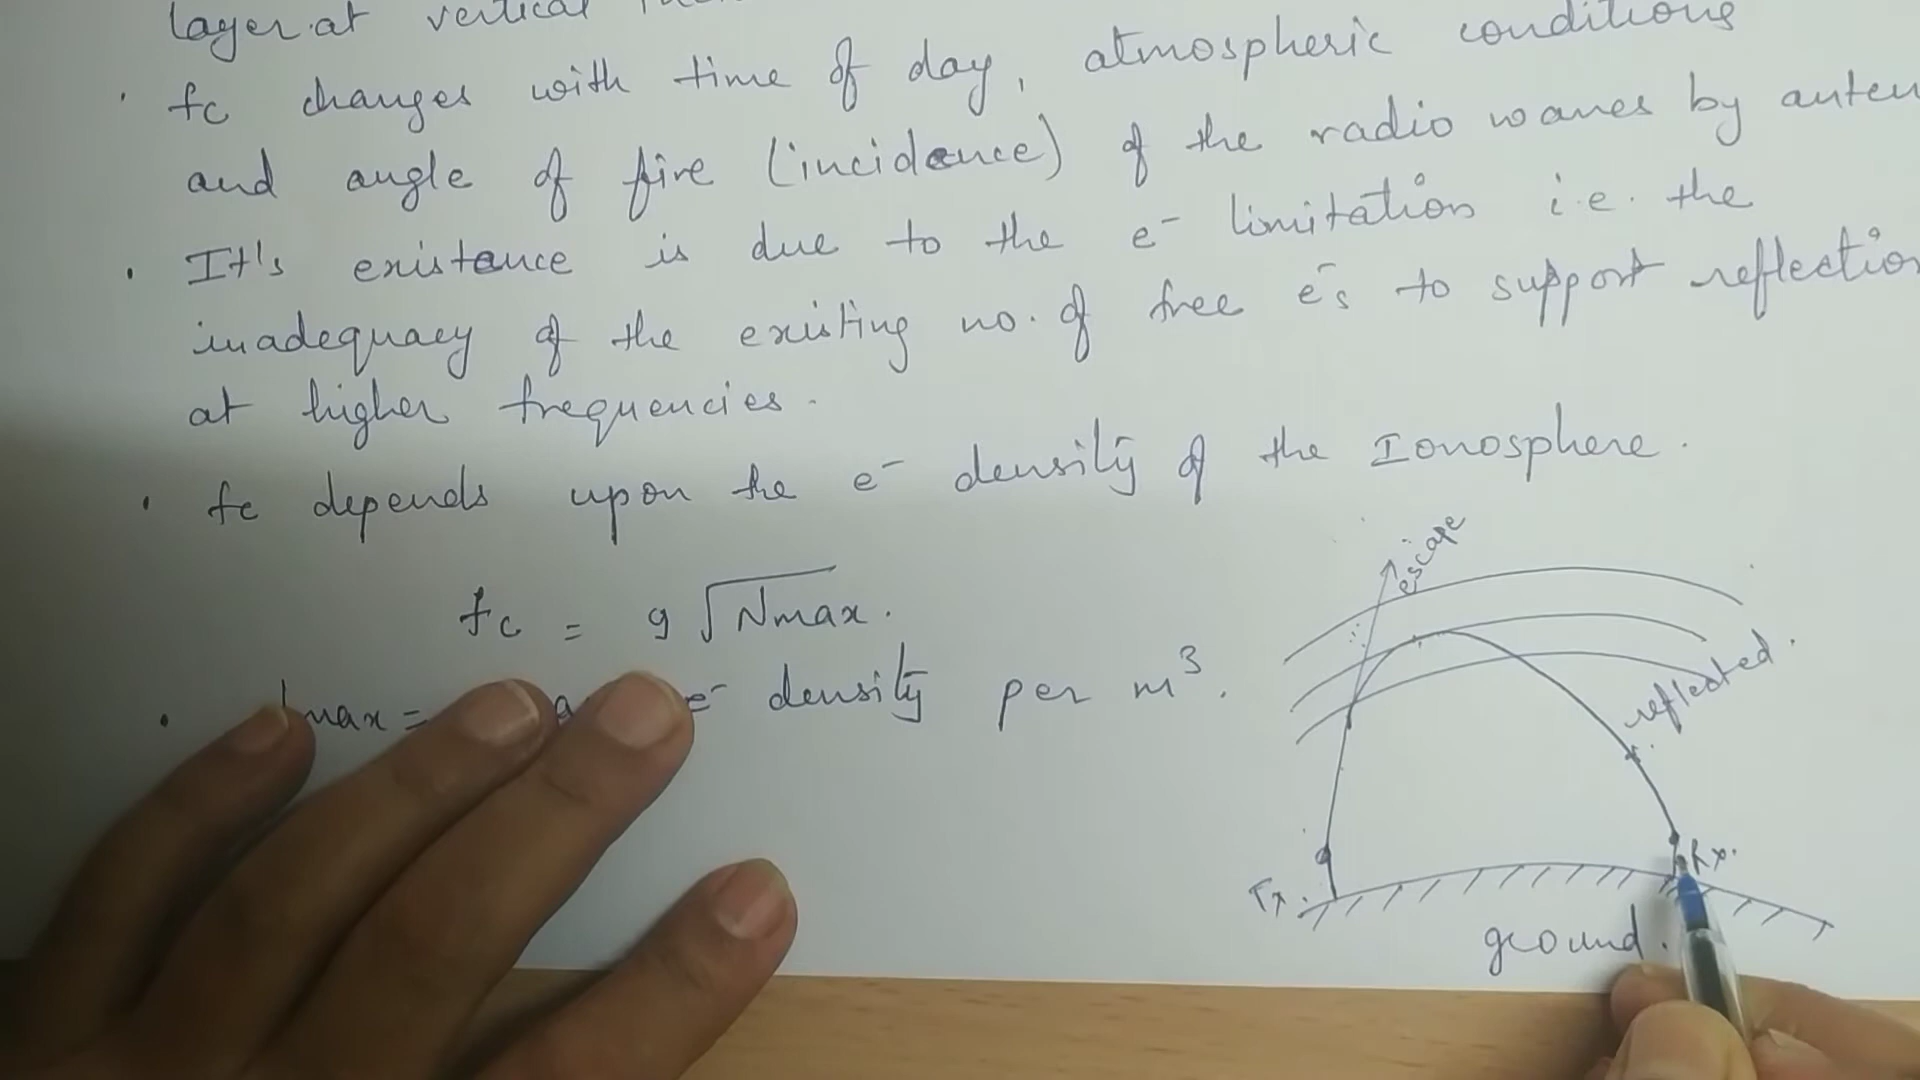 layer at vertical
· fc changes with time of day, atmospheric conditions
and angle of fire (incidence) of the radio waves by
· It's existence is due to the e⁻ limitation i.e. the
inadequacy of the existing no. of free e⁻s to support reflection
at higher frequencies.
· fc depends upon the e⁻ density of the Ionosphere.
fc = 9 √Nmax.
· max = e⁻ density per m³.
escape
reflected.
Tx.
Rx.
ground.